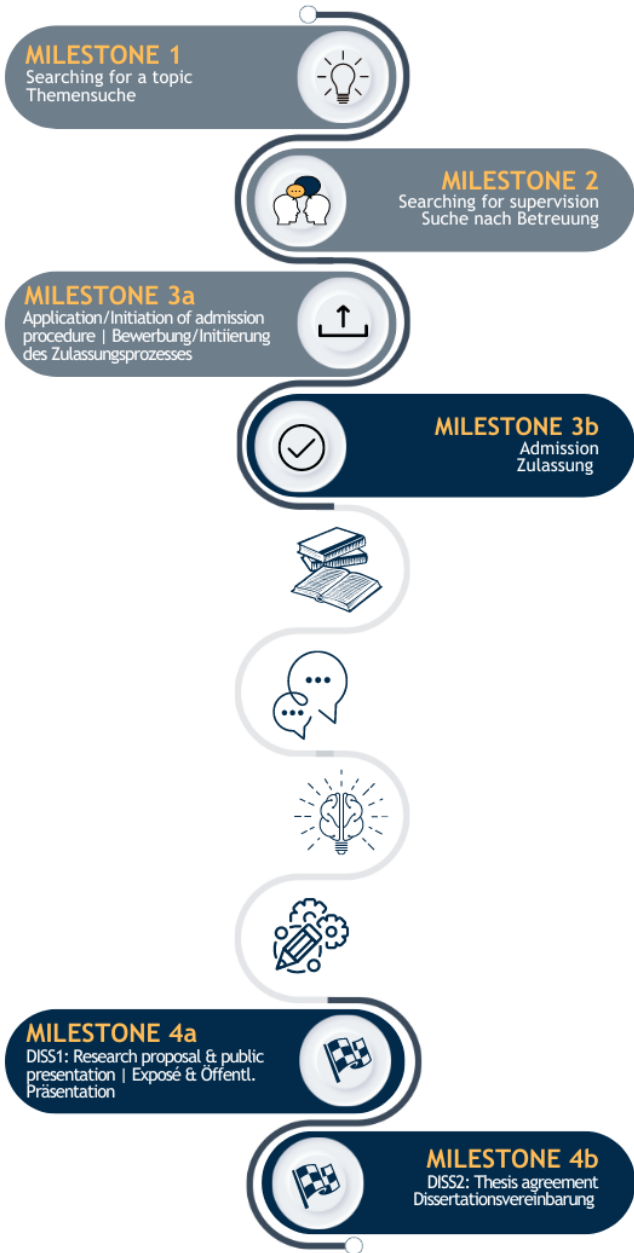 MILESTONE 1
Searching for a topic
Themensuche
MILESTONE 2
Searching for supervision
Suche nach Betreuung
MILESTONE 3a
Application/Initiation of admission
procedure | Bewerbung/Initiierung
des Zulassungsprozesses
MILESTONE 3b
Admission
Zulassung
MILESTONE 4a
DISS1: Research proposal & public
presentation | Exposé & Öffentl.
Präsentation
MILESTONE 4b
DISS2: Thesis agreement
Dissertationsvereinbarung